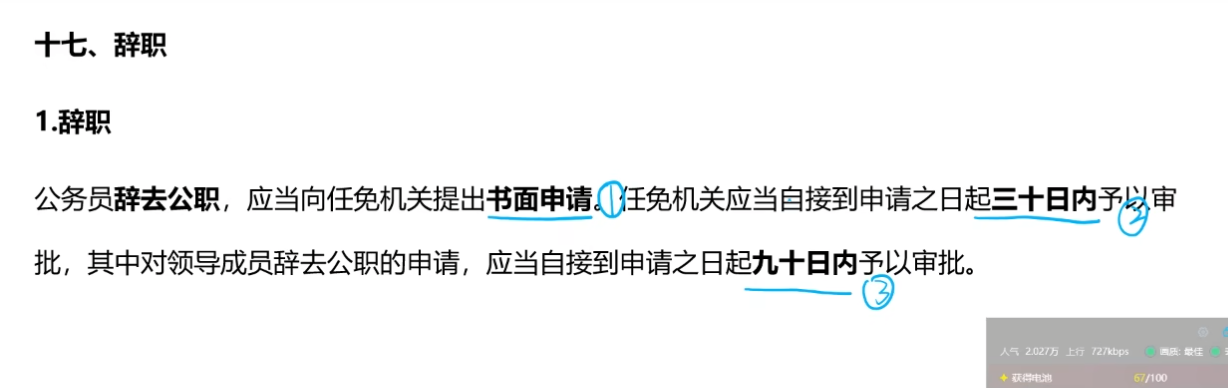 十七、辞职
1.辞职
公务员辞去公职，应当向任免机关提出书面申请。①任免机关应当自接到申请之日起三十日内予以审
②
批，其中对领导成员辞去公职的申请，应当自接到申请之日起九十日内予以审批。
③
人气 2.027万 上行 727kbps 画质: 最佳
获得电池 67/100